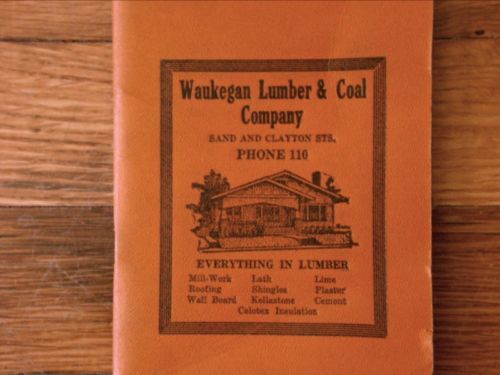 Waukegan Lumber & Coal
Company
SAND AND CLAYTON STS.
PHONE 116
EVERYTHING IN LUMBER
Mill-Work Lath Lime
Roofing Shingles Plaster
Wall Board Kellastone Cement
Celotex Insulation